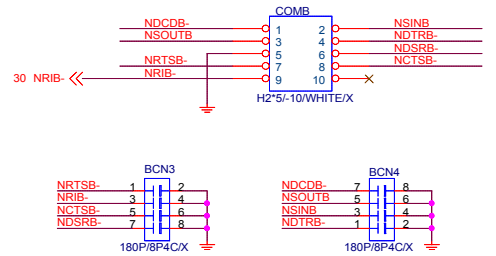 COMB
NDCDB- 1 2 NSINB
NSOUTB 3 4 NDTRB-
5 6 NDSRB-
NRTSB- 7 8 NCTSB-
30 NRIB- NRIB- 9 10
H2*5/-10/WHITE/X
BCN3
NRTSB- 1 2
NRIB- 3 4
NCTSB- 5 6
NDSRB- 7 8
180P/8P4C/X
BCN4
NDCDB- 7 8
NSOUTB 5 6
NSINB 3 4
NDTRB- 1 2
180P/8P4C/X